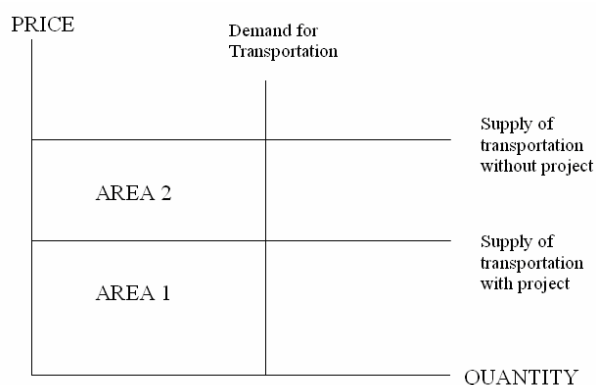 PRICE
Demand for
Transportation
Supply of
transportation
without project
AREA 2
Supply of
transportation
with project
AREA 1
QUANTITY